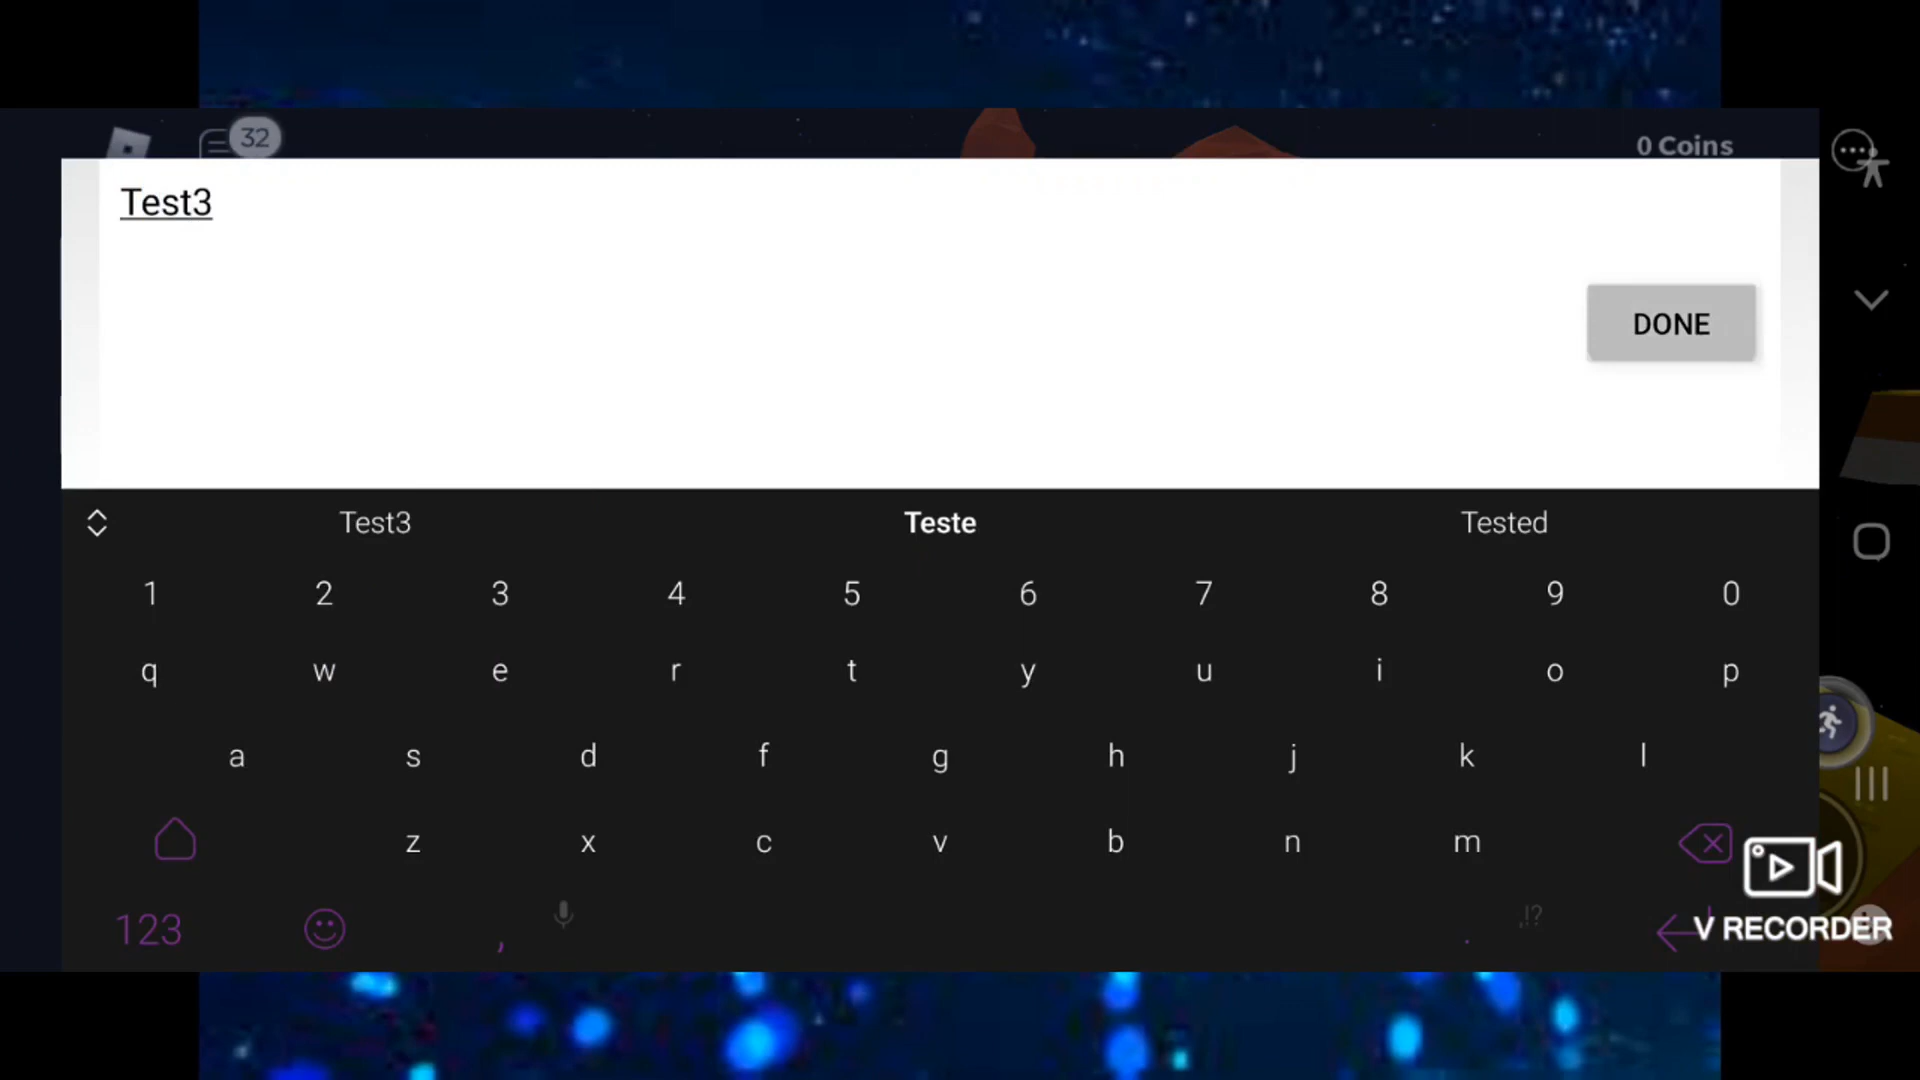 32
0 Coins
Test3
DONE
Test3 Teste Tested
1 2 3 4 5 6 7 8 9 0
q w e r t y u i o p
a s d f g h j k l
z x c v b n m
123 , . ,!?
V RECORDER